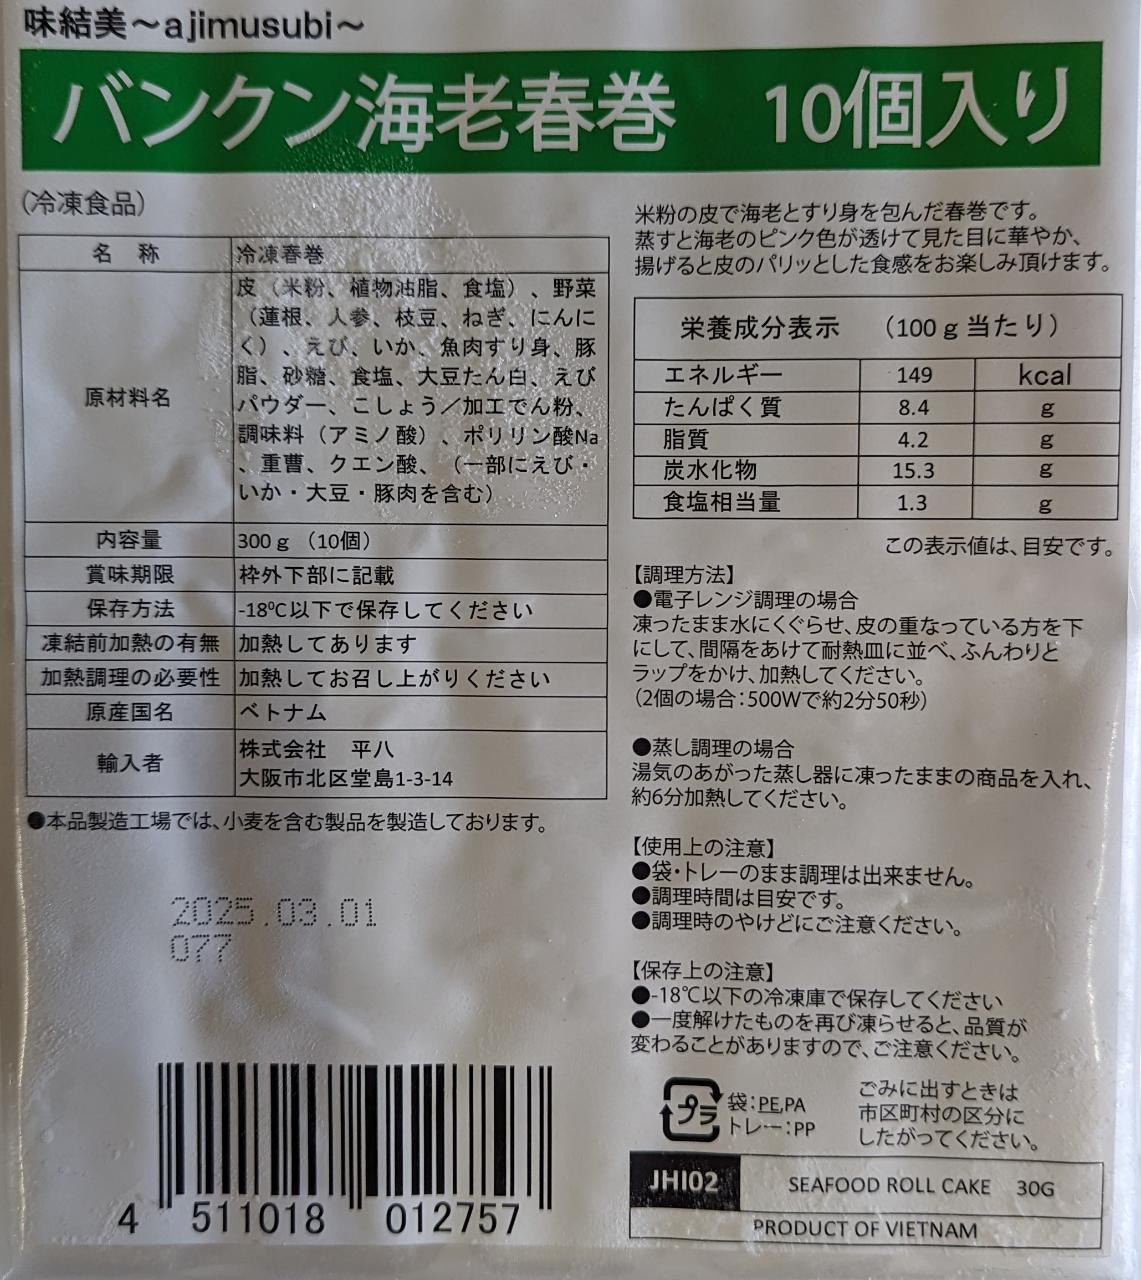 味結美～ajimusubi～
バンクン海老春巻　10個入り
（冷凍食品）
名　称　冷凍春巻
原材料名
皮（米粉、植物油脂、食塩）、野菜
（蓮根、人参、枝豆、ねぎ、にんに
く）、えび、いか、魚肉すり身、豚
脂、砂糖、食塩、大豆たん白、えび
パウダー、こしょう／加工でん粉、
調味料（アミノ酸）、ポリリン酸Na
、重曹、クエン酸、（一部にえび・
いか・大豆・豚肉を含む）
内容量　300ｇ（10個）
賞味期限　枠外下部に記載
保存方法　-18℃以下で保存してください
凍結前加熱の有無　加熱してあります
加熱調理の必要性　加熱してお召し上がりください
原産国名　ベトナム
輸入者
株式会社　平八
大阪市北区堂島1-3-14
●本品製造工場では、小麦を含む製品を製造しております。
2025.03.01
077
4 511018 012757
米粉の皮で海老とすり身を包んだ春巻です。
蒸すと海老のピンク色が透けて見た目に華やか、
揚げると皮のパリッとした食感をお楽しみ頂けます。
栄養成分表示　（100ｇ当たり）
エネルギー　149　kcal
たんぱく質　8.4　g
脂質　4.2　g
炭水化物　15.3　g
食塩相当量　1.3　g
この表示値は、目安です。
【調理方法】
●電子レンジ調理の場合
凍ったまま水にくぐらせ、皮の重なっている方を下
にして、間隔をあけて耐熱皿に並べ、ふんわりと
ラップをかけ、加熱してください。
（2個の場合：500Wで約2分50秒）
●蒸し調理の場合
湯気のあがった蒸し器に凍ったままの商品を入れ、
約6分加熱してください。
【使用上の注意】
●袋・トレーのまま調理は出来ません。
●調理時間は目安です。
●調理時のやけどにご注意ください。
【保存上の注意】
●-18℃以下の冷凍庫で保存してください
●一度解けたものを再び凍らせると、品質が
変わることがありますので、ご注意ください。
プラ
袋：PE,PA
トレー：PP
ごみに出すときは
市区町村の区分に
したがってください。
JHI02　SEAFOOD ROLL CAKE　30G
PRODUCT OF VIETNAM